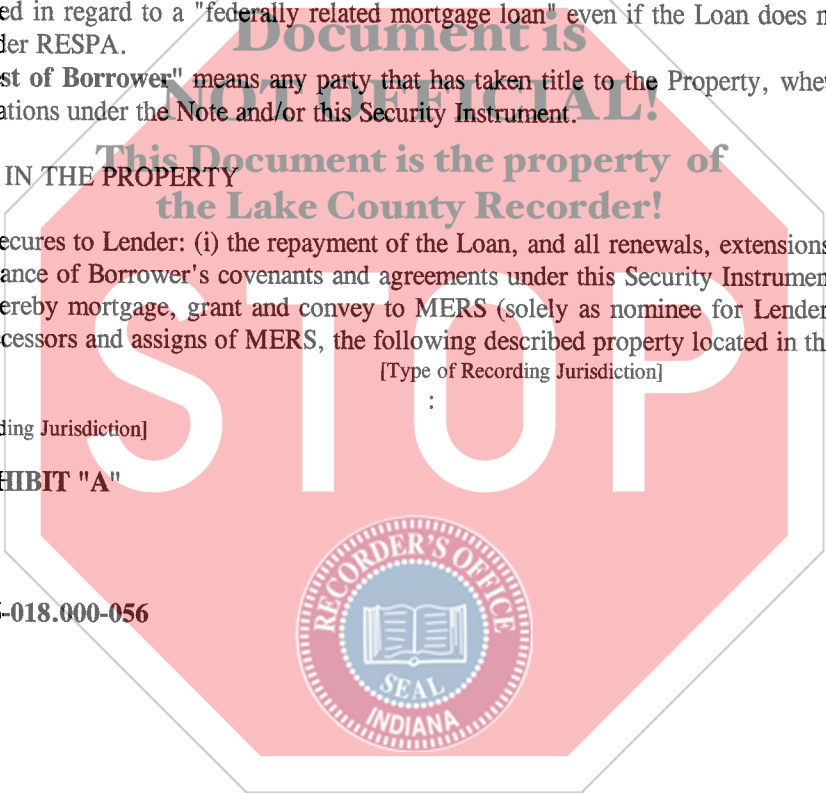 ed in regard to a "federally related mortgage loan" even if the Loan does
Document is
der RESPA.
st of Borrower" means any party that has taken title to the Property,
NOT OFFICIAL!
ations under the Note and/or this Security Instrument.
This Document is the property of
IN THE PROPERTY
the Lake County Recorder!
ecures to Lender: (i) the repayment of the Loan, and all renewals, extensions
ance of Borrower's covenants and agreements under this Security Instrument
ereby mortgage, grant and convey to MERS (solely as nominee for Lender
ccessors and assigns of MERS, the following described property located in
[Type of Recording Jurisdiction]
:
ding Jurisdiction]
STOP
HIBIT "A"
RECORDER'S OFFICE
-018.000-056
SEAL
INDIANA